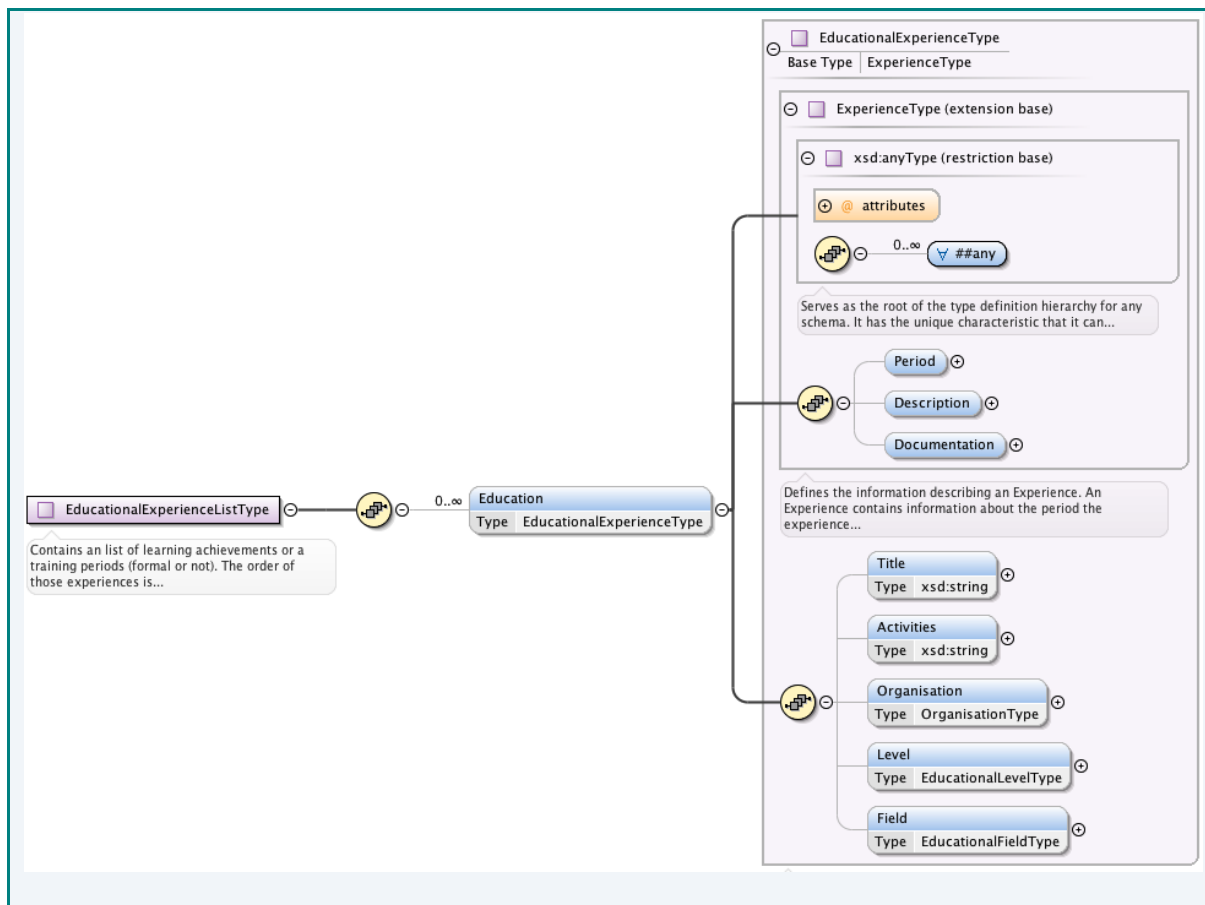 EducationalExperienceType
Base Type ExperienceType
ExperienceType (extension base)
xsd:anyType (restriction base)
@ attributes
0..∞
∀ ##any
Serves as the root of the type definition hierarchy for any
schema. It has the unique characteristic that it can...
Period
Description
Documentation
Defines the information describing an Experience. An
Experience contains information about the period the
experience...
EducationalExperienceListType
Contains an list of learning achievements or a
training periods (formal or not). The order of
those experiences is...
0..∞
Education
Type EducationalExperienceType
Title
Type xsd:string
Activities
Type xsd:string
Organisation
Type OrganisationType
Level
Type EducationalLevelType
Field
Type EducationalFieldType